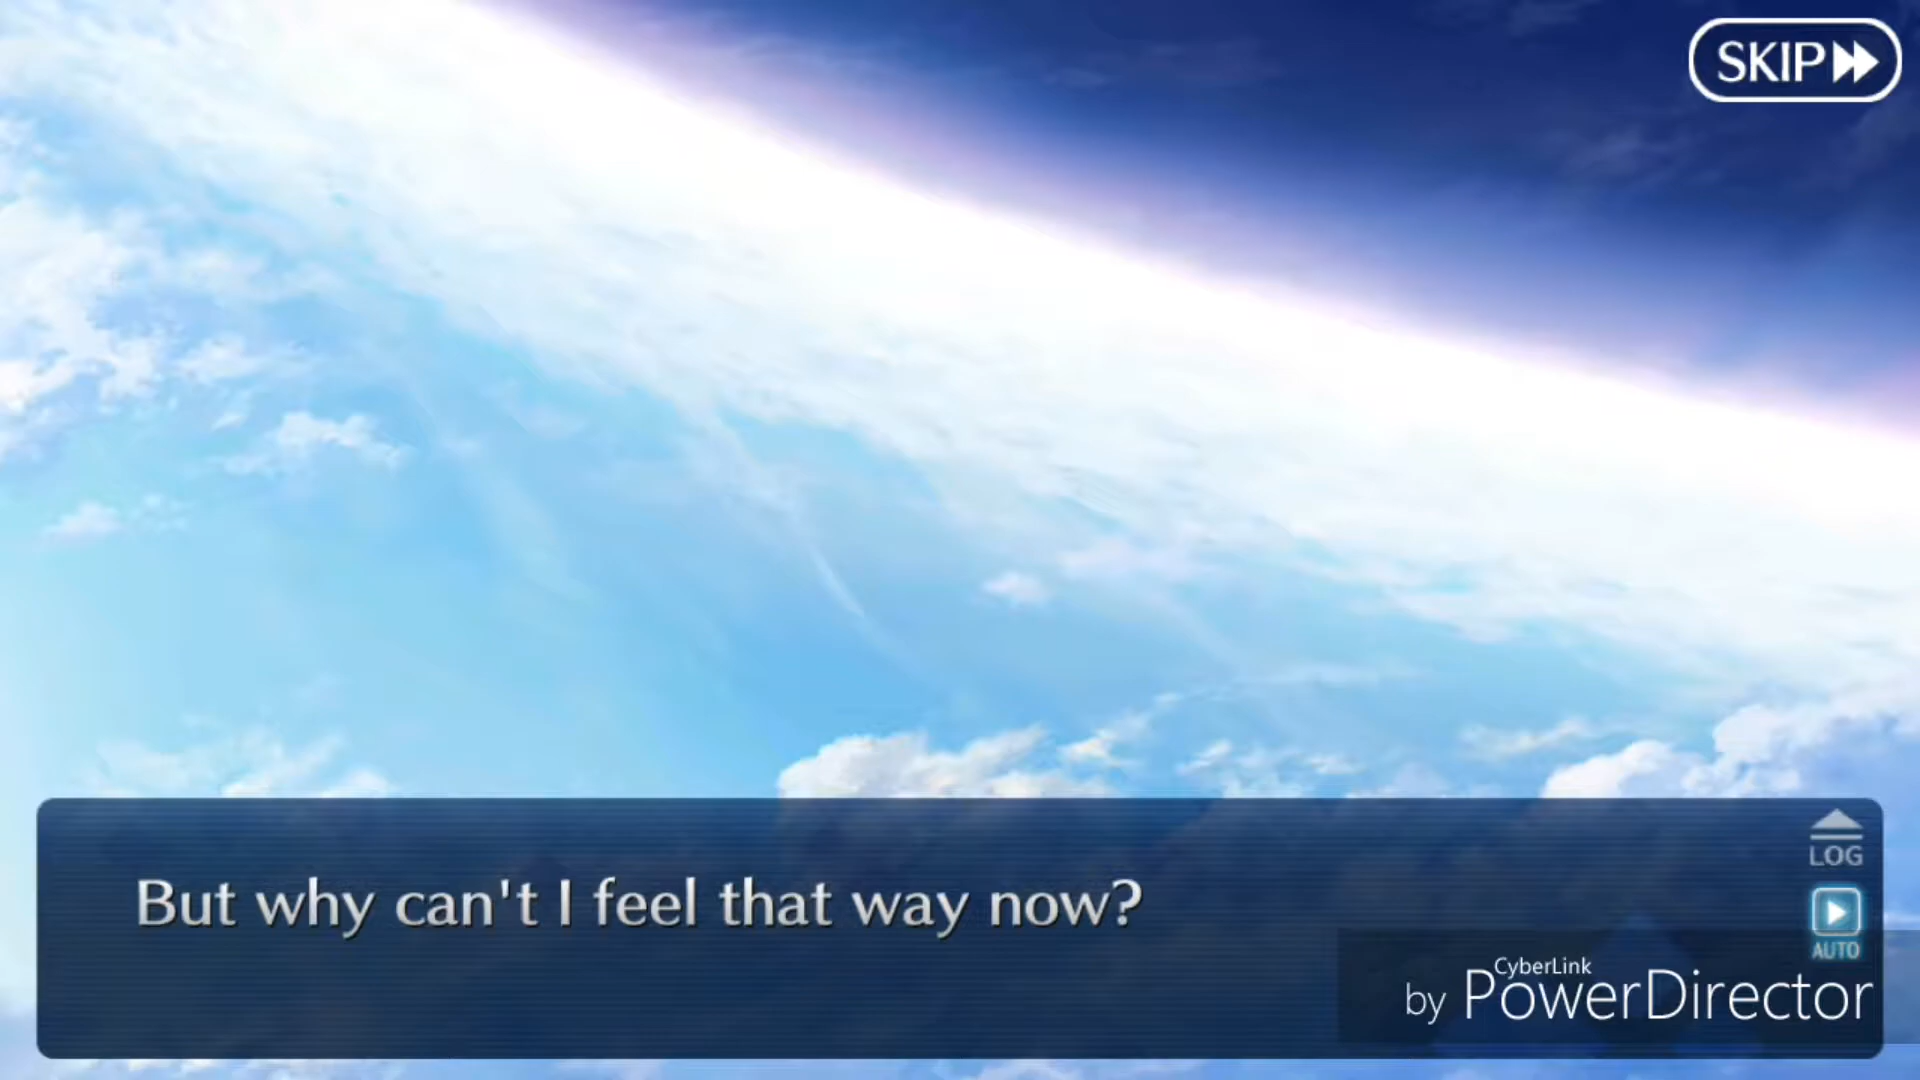 SKIP
LOG
But why can't I feel that way now?
AUTO
CyberLink
by PowerDirector